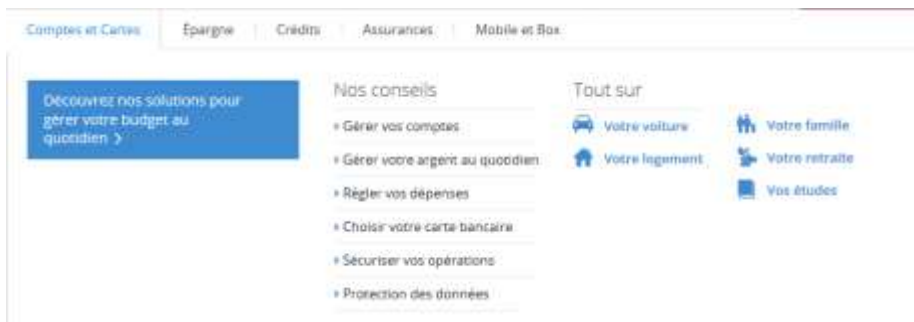 Comptes et Cartes
Épargne
Crédits
Assurances
Mobile et Box
Découvrez nos solutions pour
gérer votre budget au
quotidien >
Nos conseils
Gérer vos comptes
Gérer votre argent au quotidien
Régler vos dépenses
Choisir votre carte bancaire
Sécuriser vos opérations
Protection des données
Tout sur
Votre voiture
Votre logement
Votre famille
Votre retraite
Vos études